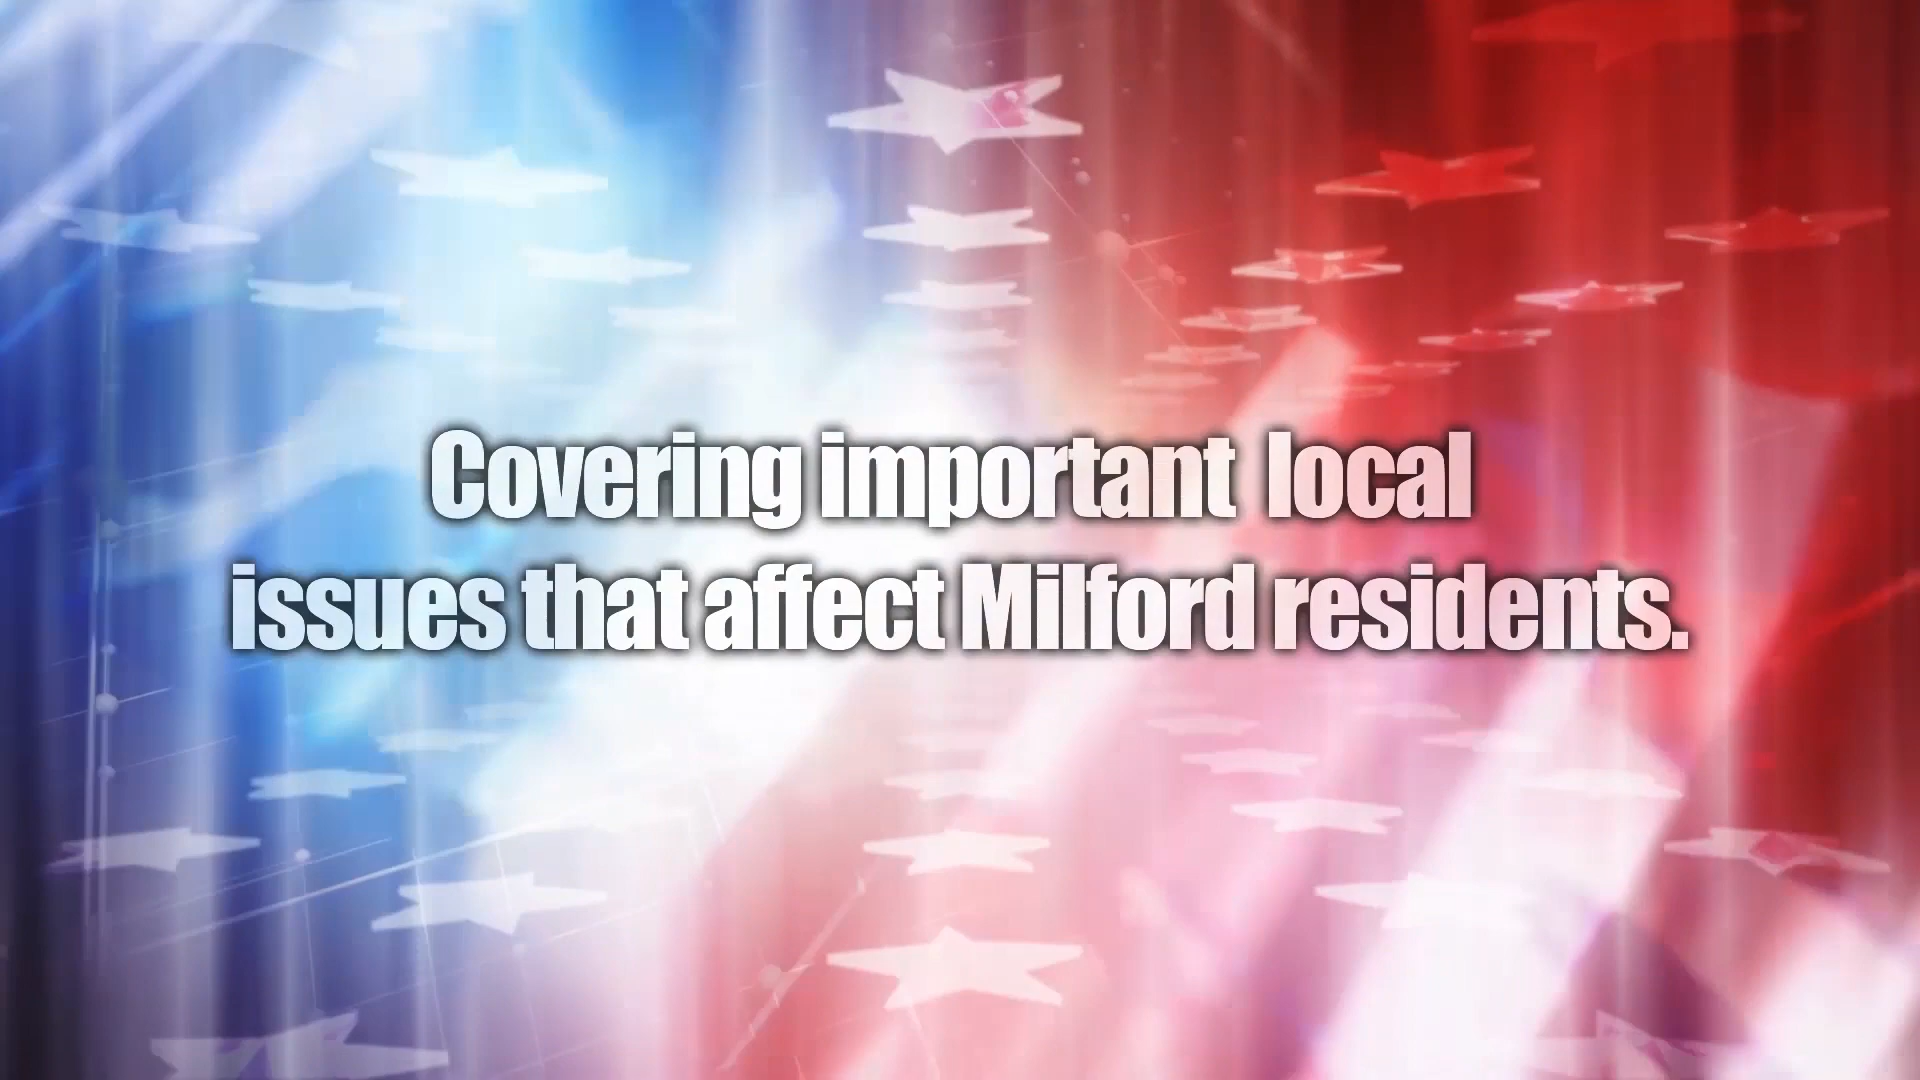 Covering important local
issues that affect Milford residents.